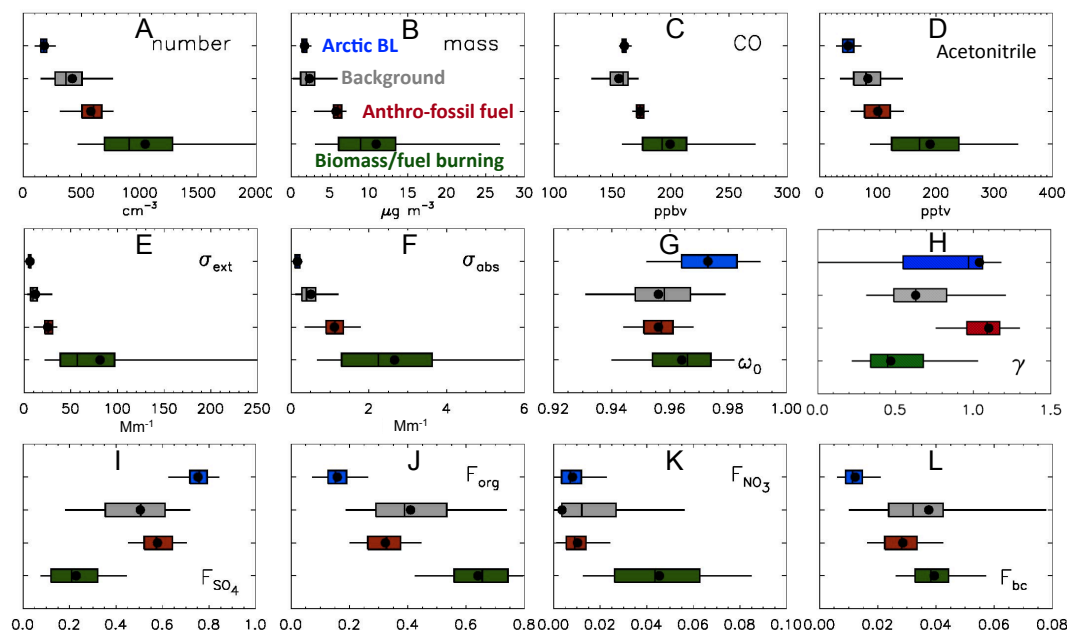 A number
B mass
C CO
D Acetonitrile
Arctic BL
Background
Anthro-fossil fuel
Biomass/fuel burning
0 500 1000 1500 2000
0 5 10 15 20 25 30
100 200 300
0 100 200 300 400
cm⁻³
μg m⁻³
ppbv
pptv
E σext
F σabs
G ω0
H γ
0 50 100 150 200 250
0 2 4 6
0.92 0.94 0.96 0.98 1.00
0.0 0.5 1.0 1.5
Mm⁻¹
Mm⁻¹
I FSO₄
J Forg
K FNO₃
L Fbc
0.0 0.2 0.4 0.6 0.8 1.0
0.0 0.2 0.4 0.6 0.8
0.00 0.02 0.04 0.06 0.08 0.10
0.00 0.02 0.04 0.06 0.08